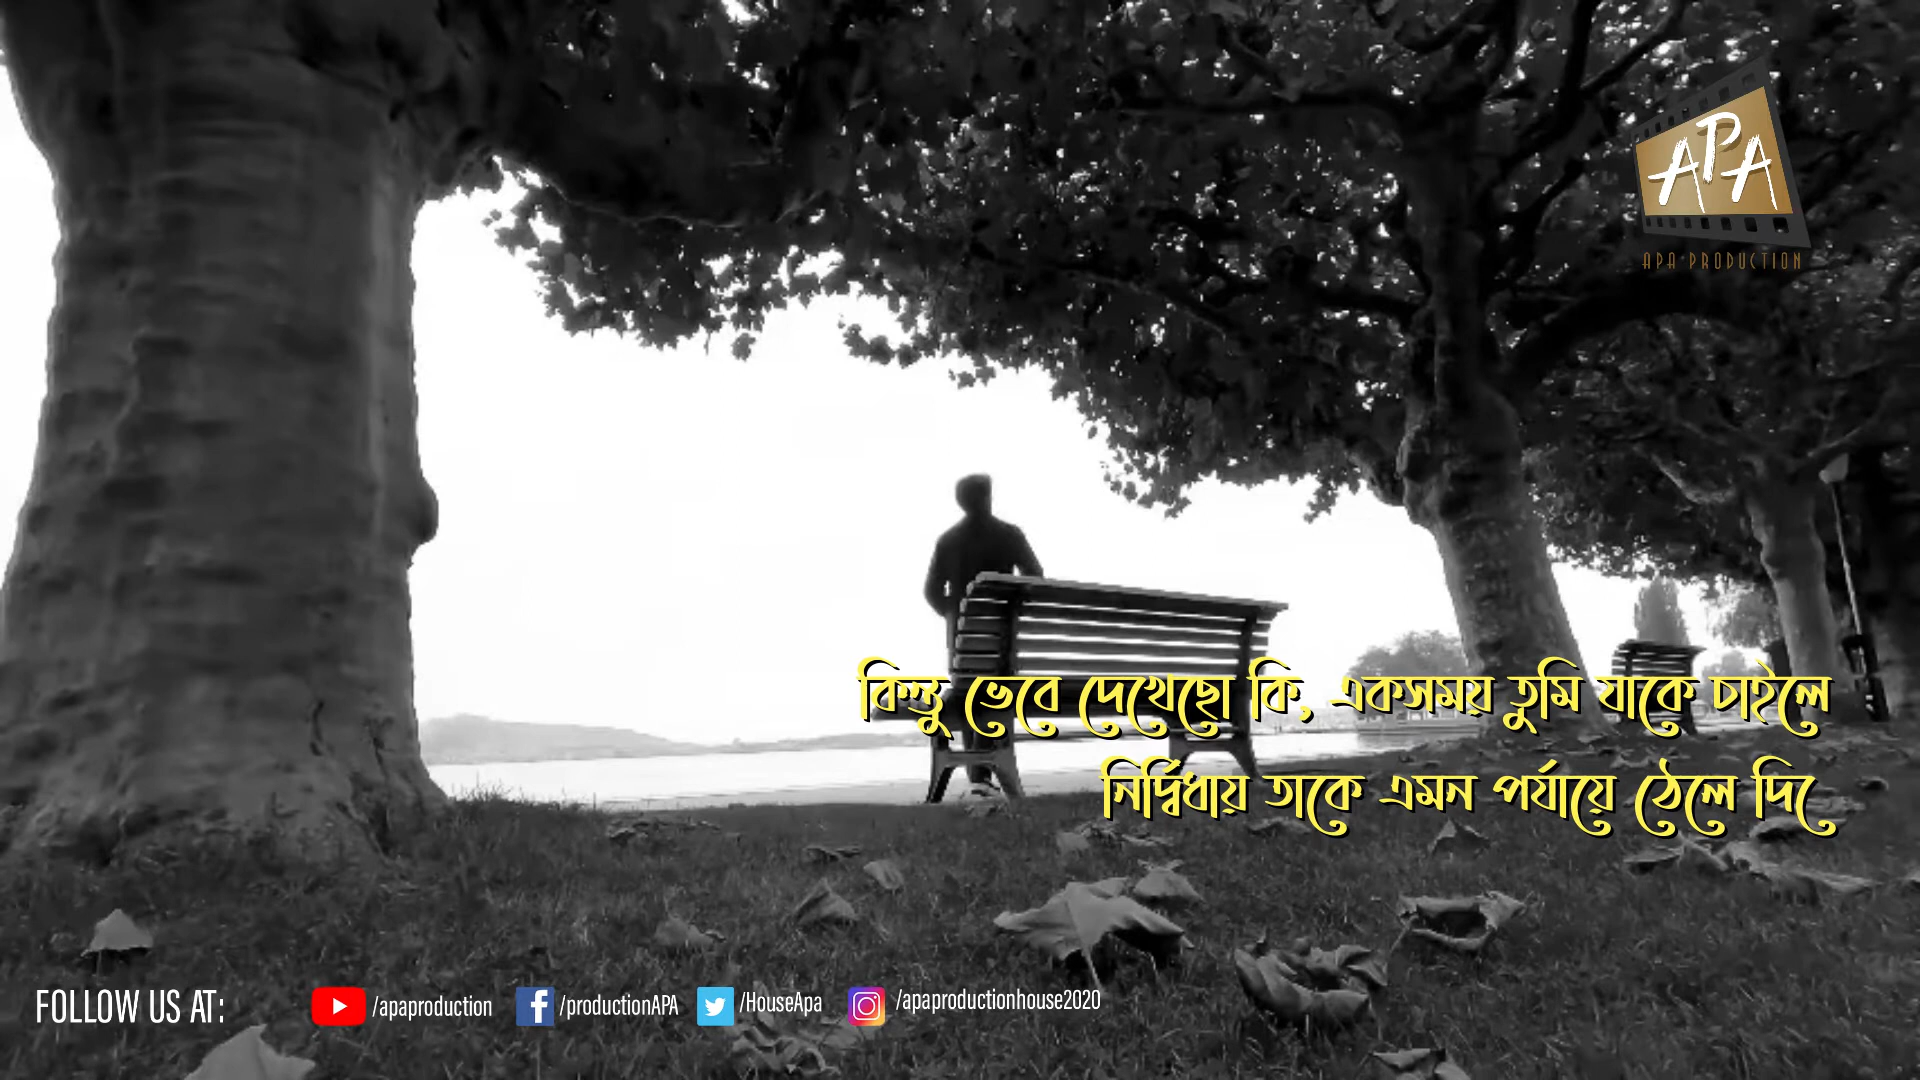 APA
APA PRODUCTION
কিন্তু ভেবে দেখেছো কি, একসময় তুমি যাকে চাইলে
নির্দ্বিধায় তাকে এমন পর্যায়ে ঠেলে দিে
FOLLOW US AT: /apaproduction /productionAPA /HouseApa /apaproductionhouse2020